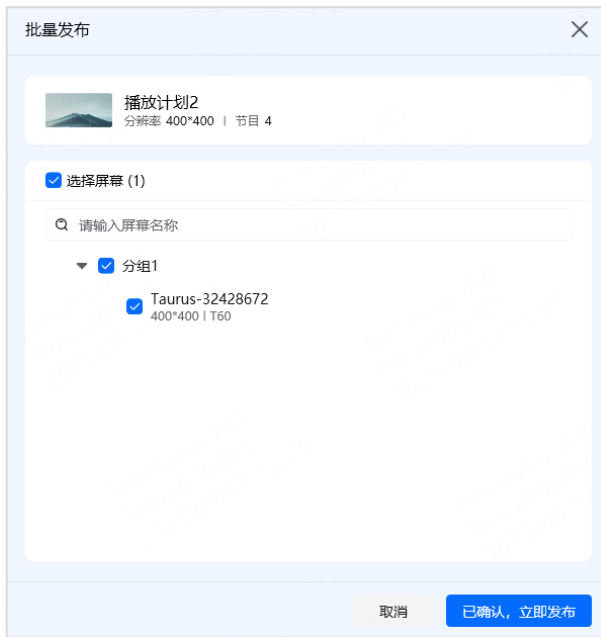 批量发布
播放计划2
分辨率 400*400 | 节目 4
选择屏幕 (1)
请输入屏幕名称
分组1
Taurus-32428672
400*400 | T60
取消
已确认，立即发布